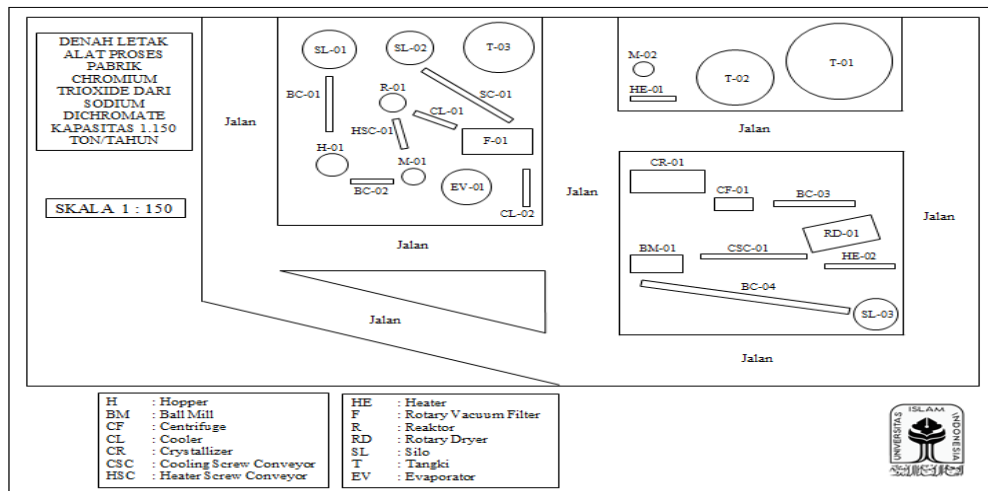 DENAH LETAK
ALAT PROSES
PABRIK
CHROMIUM
TRIOXIDE DARI
SODIUM
DICHROMATE
KAPASITAS 1.150
TON/TAHUN
SKALA 1 : 150
SL-01
SL-02
T-03
BC-01
R-01
SC-01
CL-01
HSC-01
F-01
H-01
M-01
BC-02
EV-01
CL-02
Jalan
Jalan
Jalan
Jalan
M-02
HE-01
T-02
T-01
Jalan
CR-01
CF-01
BC-03
RD-01
BM-01
CSC-01
HE-02
BC-04
SL-03
Jalan
Jalan
H : Hopper
BM : Ball Mill
CF : Centrifuge
CL : Cooler
CR : Crystallizer
CSC : Cooling Screw Conveyor
HSC : Heater Screw Conveyor
HE : Heater
F : Rotary Vacuum Filter
R : Reaktor
RD : Rotary Dryer
SL : Silo
T : Tangki
EV : Evaporator
UNIVERSITAS
ISLAM
INDONESIA